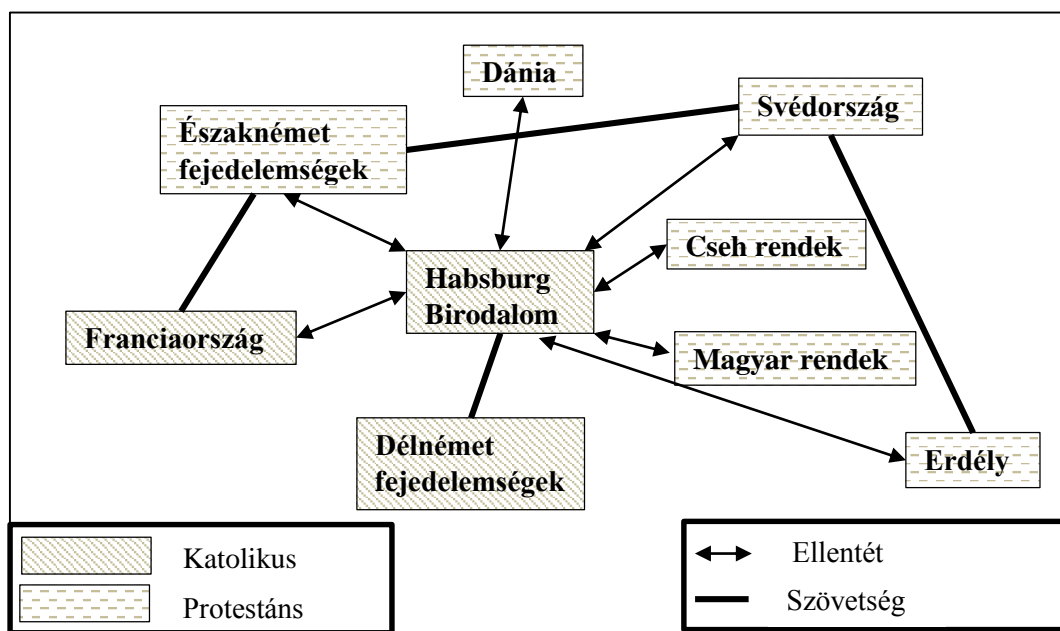 Dánia
Svédország
Északnémet
fejedelemségek
Cseh rendek
Habsburg
Birodalom
Franciaország
Magyar rendek
Délnémet
fejedelemségek
Erdély
Katolikus
Protestáns
Ellentét
Szövetség